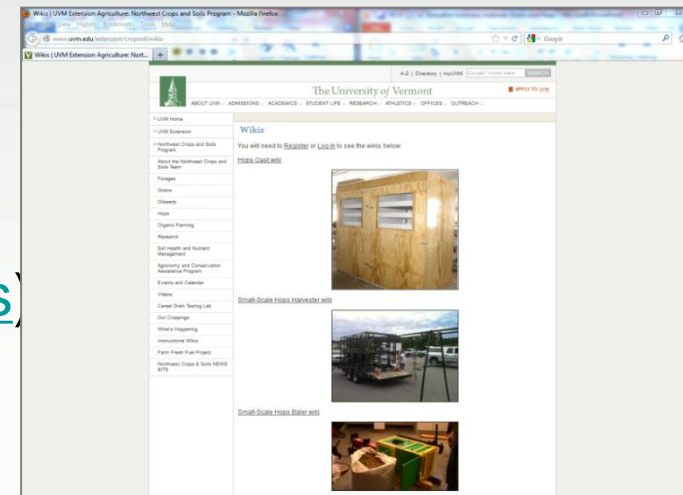 Wikis | UVM Extension Agriculture: Northwest Crops and Soils Program - Mozilla Firefox
View History Bookmarks Tools Help
www.uvm.edu/extension/cropsoil/wikis
Google
Wikis | UVM Extension Agriculture: Nort...
A-Z | Directory | myUVM
SEARCH
The University of Vermont
APPLY TO UVM
ABOUT UVM ADMISSIONS ACADEMICS STUDENT LIFE RESEARCH ATHLETICS OFFICES OUTREACH
UVM Home
UVM Extension
Northwest Crops and Soils Program
About the Northwest Crops and Soils Team
Forages
Grains
Oilseeds
Hops
Organic Farming
Research
Soil Health and Nutrient Management
Agronomy and Conservation Assistance Program
Events and Calendar
Videos
Cereal Grain Testing Lab
Out Croppings
What's Happening
Instructional Wikis
Farm Fresh Fuel Project
Northwest Crops & Soils NEWS BITS
Wikis
You will need to Register or Log in to see the wikis below:
Hops Oast wiki
Small-Scale Hops Harvester wiki
Small-Scale Hops Baler wiki
s)